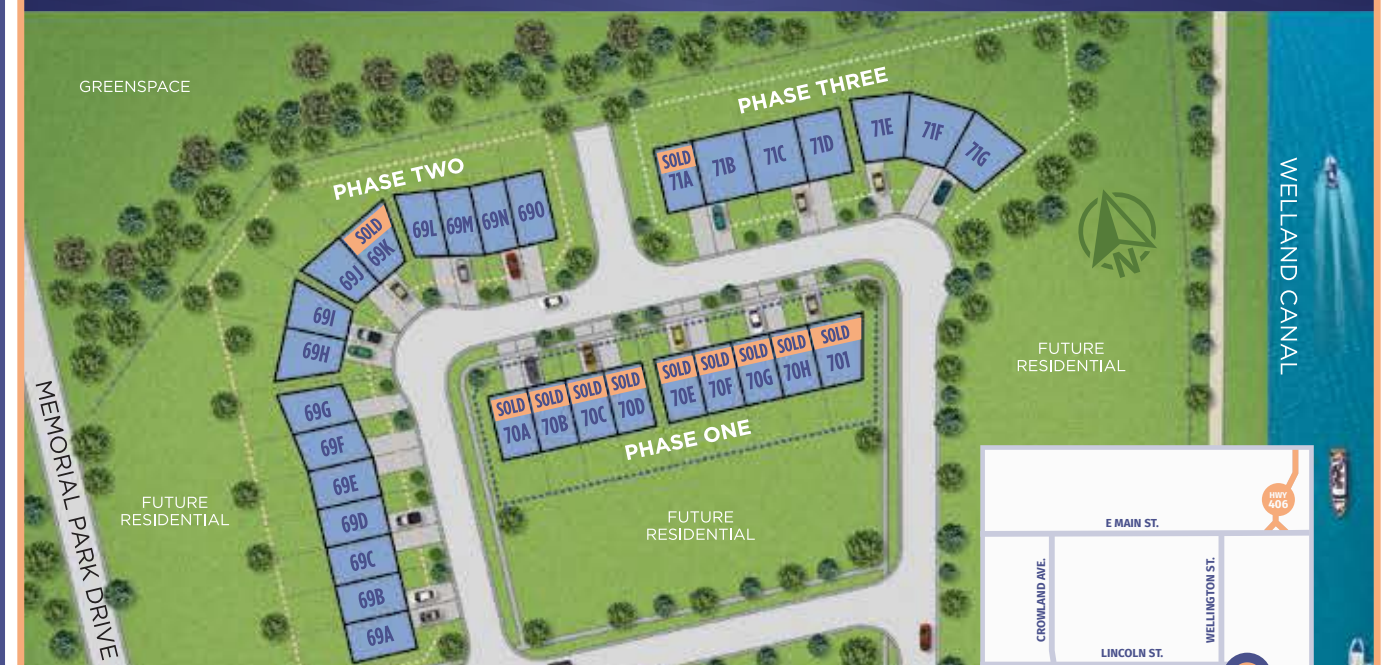 GREENSPACE
PHASE THREE
SOLD
71A
71B
71C
71D
71E
71F
71G
PHASE TWO
SOLD
69K
69J
69L
69M
69N
69O
69I
69H
69G
69F
69E
69D
69C
69B
69A
SOLD
70A
SOLD
70B
SOLD
70C
SOLD
70D
SOLD
70E
SOLD
70F
SOLD
70G
SOLD
70H
SOLD
701
PHASE ONE
FUTURE
RESIDENTIAL
FUTURE
RESIDENTIAL
FUTURE
RESIDENTIAL
MEMORIAL PARK DRIVE
WELLAND CANAL
N
HWY
406
E MAIN ST.
CROWLAND AVE.
WELLINGTON ST.
LINCOLN ST.